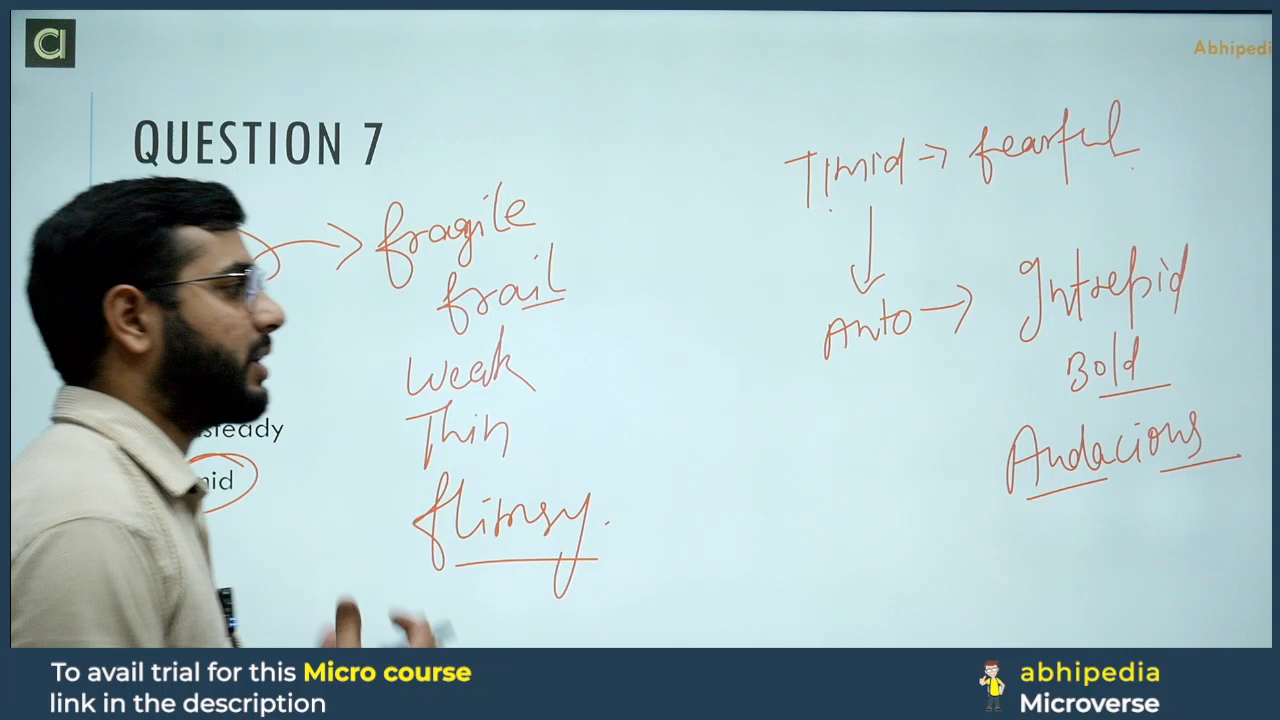 Abhipedi
QUESTION 7
Timid → fearful
fragile
frail
Anto → Intrepid
weak
Bold
Thin
steady
Audacious
mid
flimsy.
To avail trial for this Micro course
link in the description
abhipedia
Microverse